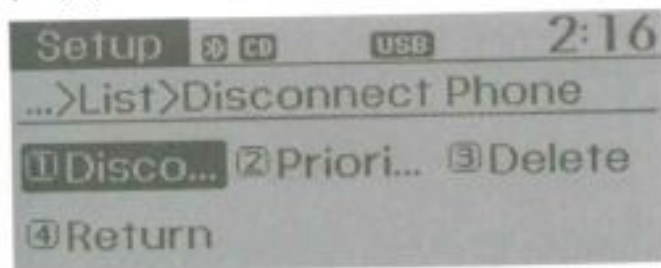 Setup CD USB 2:16
...>List>Disconnect Phone
1 Disco... 2 Priori... 3 Delete
4 Return